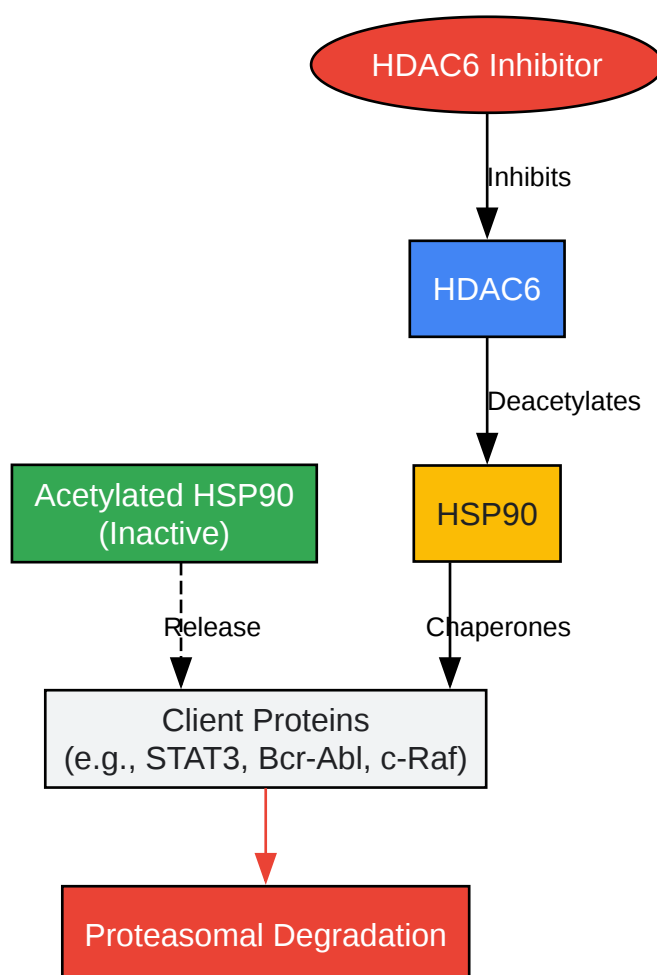 HDAC6 Inhibitor
Inhibits
HDAC6
Deacetylates
Acetylated HSP90
(Inactive)
HSP90
Release
Chaperones
Client Proteins
(e.g., STAT3, Bcr-Abl, c-Raf)
Proteasomal Degradation